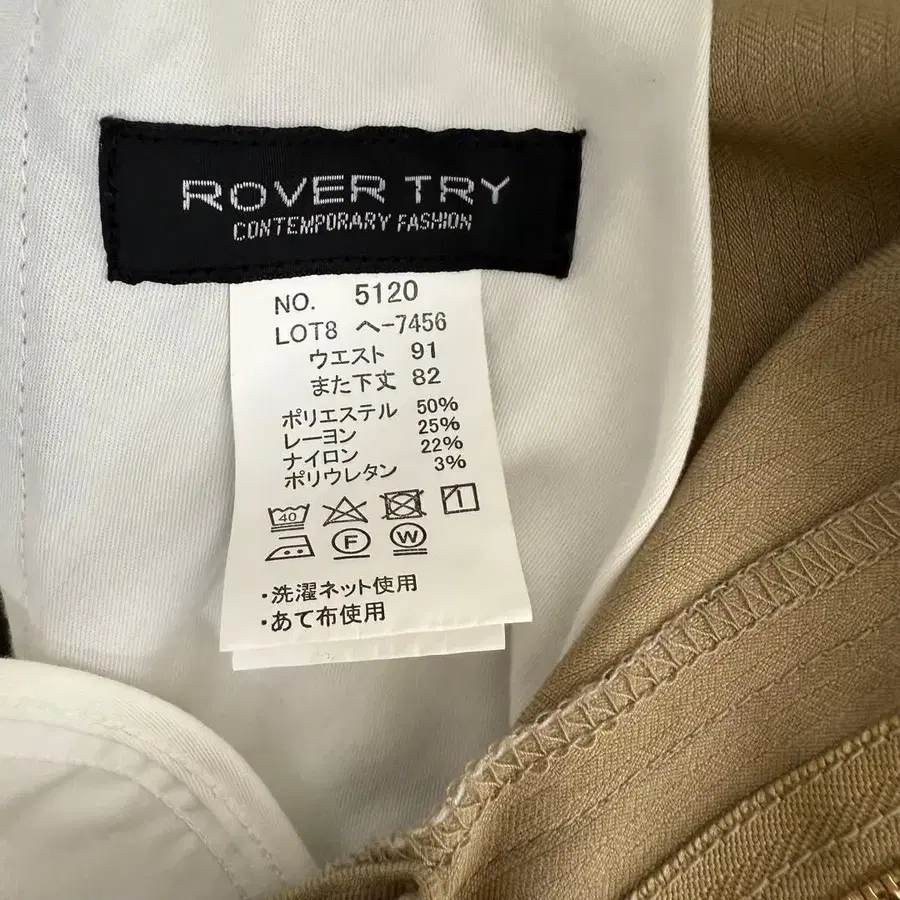 ROVER TRY
CONTEMPORARY FASHION
NO. 5120
LOT8 ヘ-7456
ウエスト 91
また下丈 82
ポリエステル 50%
レーヨン 25%
ナイロン 22%
ポリウレタン 3%
40
F W
・洗濯ネット使用
・あて布使用